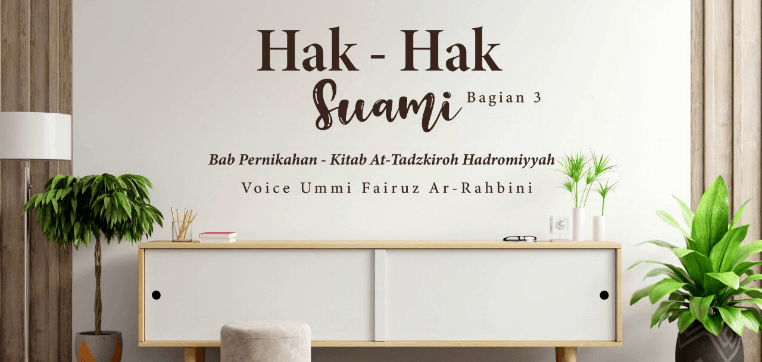 Hak - Hak
Suami Bagian 3
Bab Pernikahan - Kitab At-Tadzkiroh Hadromiyyah
Voice Ummi Fairuz Ar-Rahbini